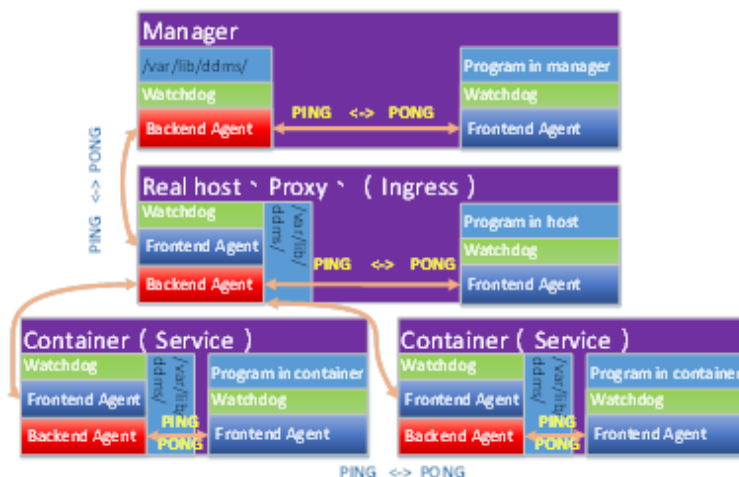 Manager
/var/lib/ddms/
Program in manager
Watchdog
Watchdog
PING <-> PONG
Backend Agent
Frontend Agent
PING <-> PONG
Real host、Proxy、（Ingress）
Watchdog
/var/lib/
ddms/
Program in host
Frontend Agent
Watchdog
PING <-> PONG
Backend Agent
Frontend Agent
Container（Service）
Watchdog
/var/lib/
ddms/
Program in container
Frontend Agent
Watchdog
PING
Backend Agent
PONG
Frontend Agent
Container（Service）
Watchdog
/var/lib/
ddms/
Program in container
Frontend Agent
Watchdog
PING
Backend Agent
PONG
Frontend Agent
PING <-> PONG